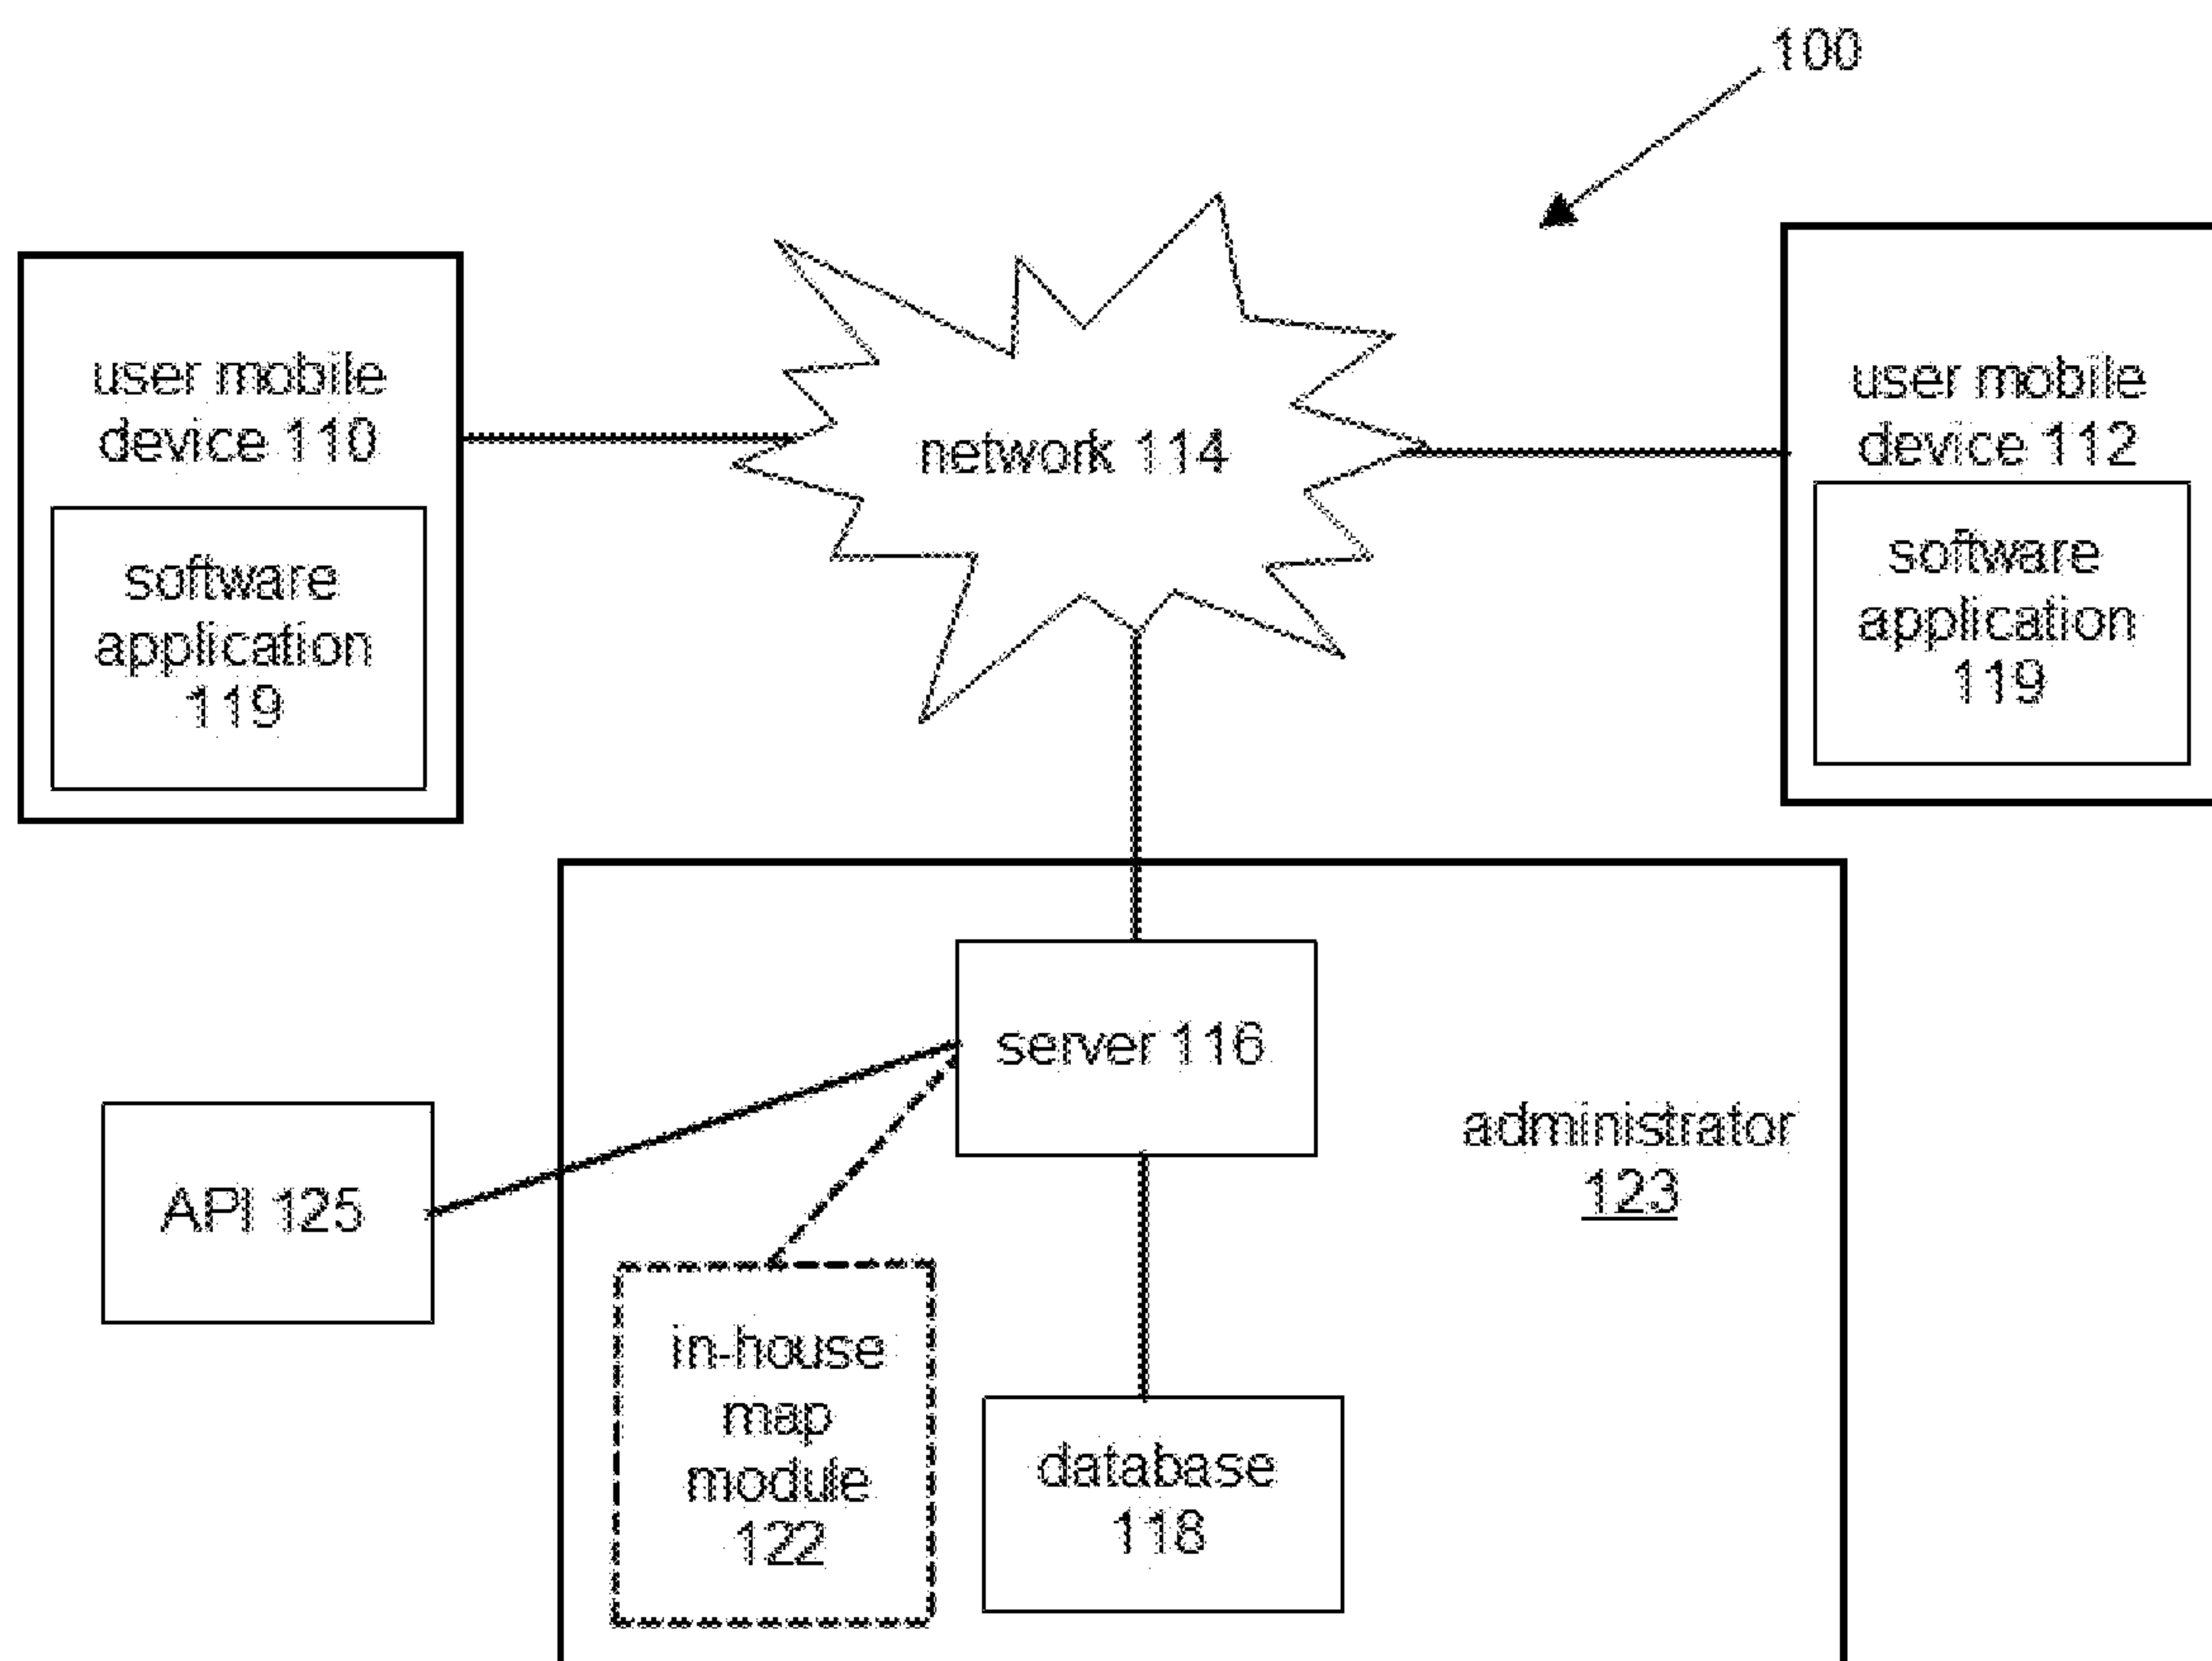 100
user mobile
device 110
software
application
119
network 114
user mobile
device 112
software
application
119
server 116
administrator
123
API 125
in-house
map
module
122
database
118